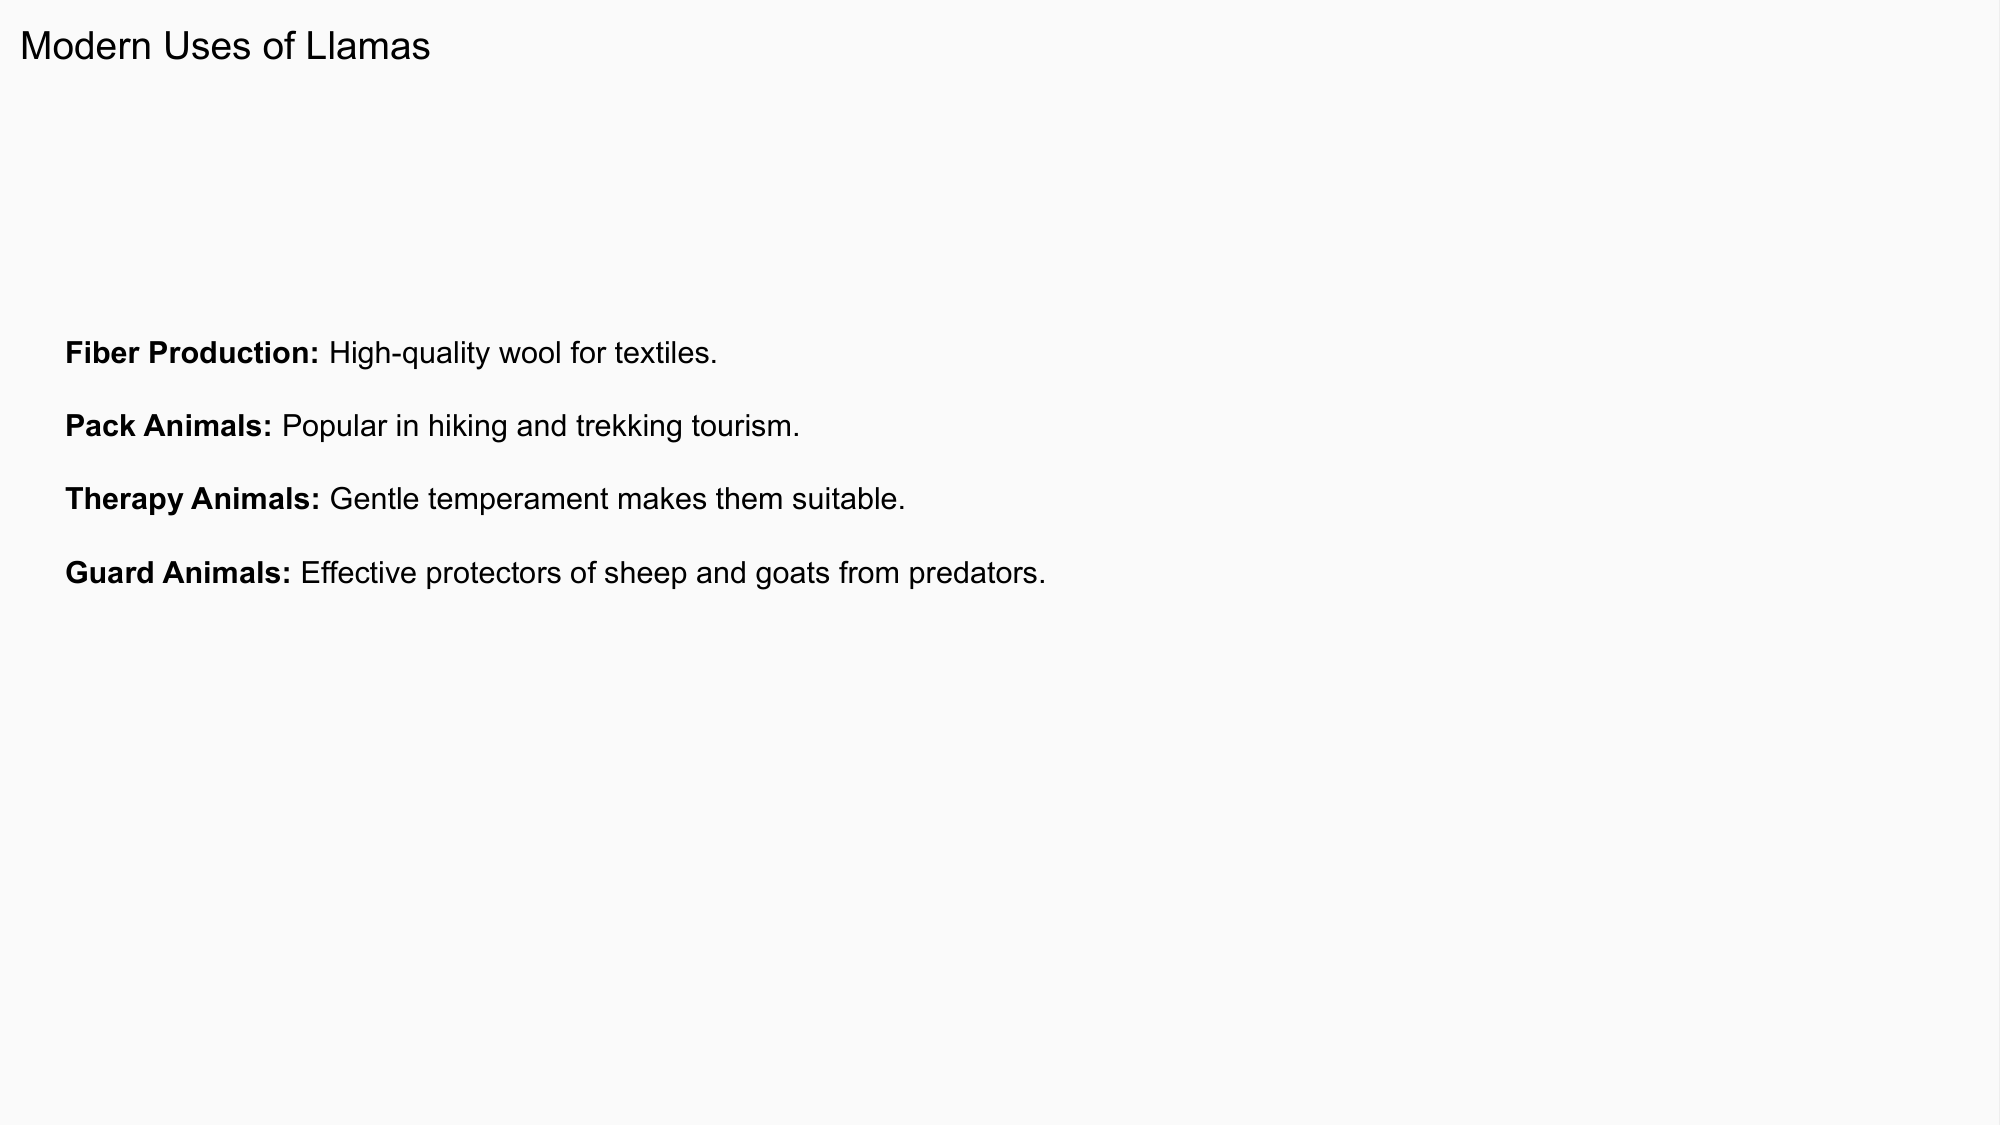 Modern Uses of Llamas
Fiber Production: High-quality wool for textiles.
Pack Animals: Popular in hiking and trekking tourism.
Therapy Animals: Gentle temperament makes them suitable.
Guard Animals: Effective protectors of sheep and goats from predators.